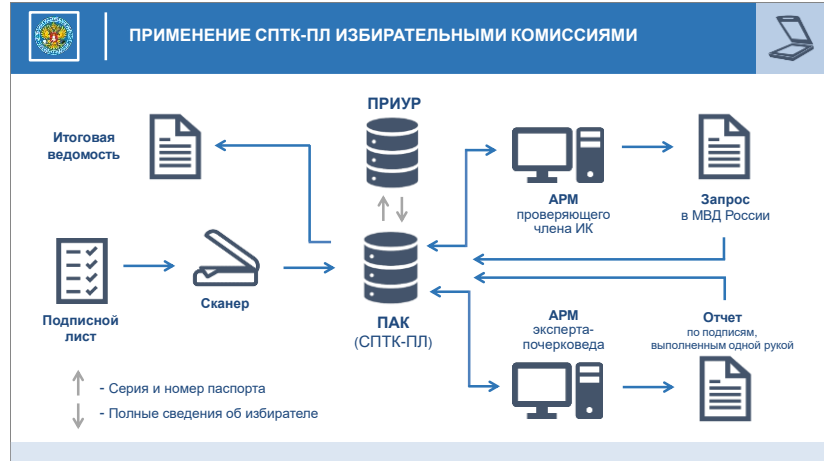 ПРИМЕНЕНИЕ СПТК-ПЛ ИЗБИРАТЕЛЬНЫМИ КОМИССИЯМИ
ПРИУР
Итоговая
ведомость
АРМ
проверяющего
члена ИК
Запрос
в МВД России
Подписной
лист
Сканер
ПАК
(СПТК-ПЛ)
АРМ
эксперта-
почерковеда
Отчет
по подписям,
выполненным одной рукой
- Серия и номер паспорта
- Полные сведения об избирателе